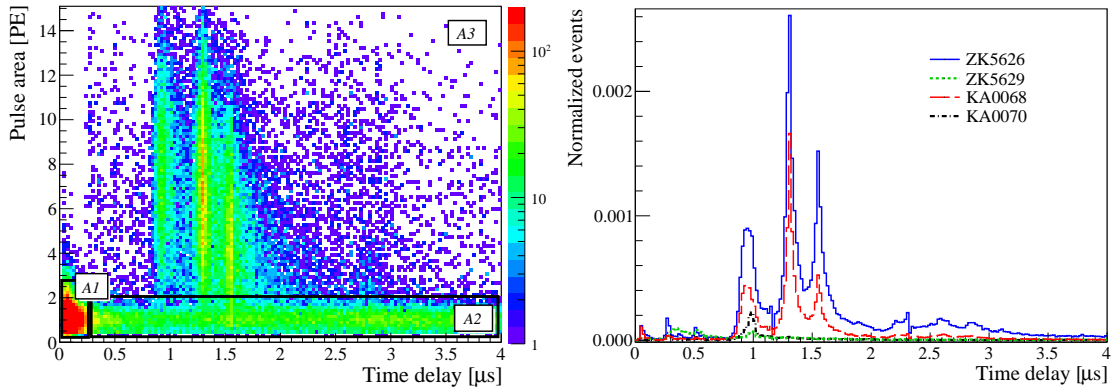 Pulse area [PE]
14
12
10
8
6
4
2
0
A3
A1
A2
0
0.5
1
1.5
2
2.5
3
3.5
4
Time delay [μs]
10²
10
1
Normalized events
0.002
0.001
0.000
ZK5626
ZK5629
KA0068
KA0070
0
0.5
1
1.5
2
2.5
3
3.5
4
Time delay [μs]